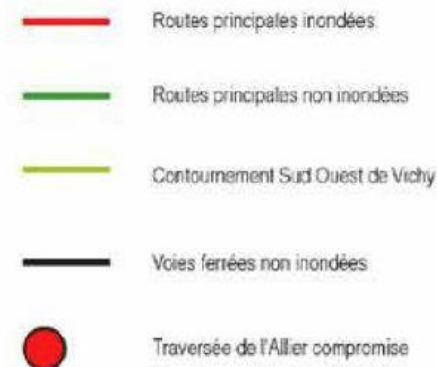 Routes principales inondées
Routes principales non inondées
Contournement Sud Ouest de Vichy
Voies ferrées non inondées
Traversée de l'Allier compromise